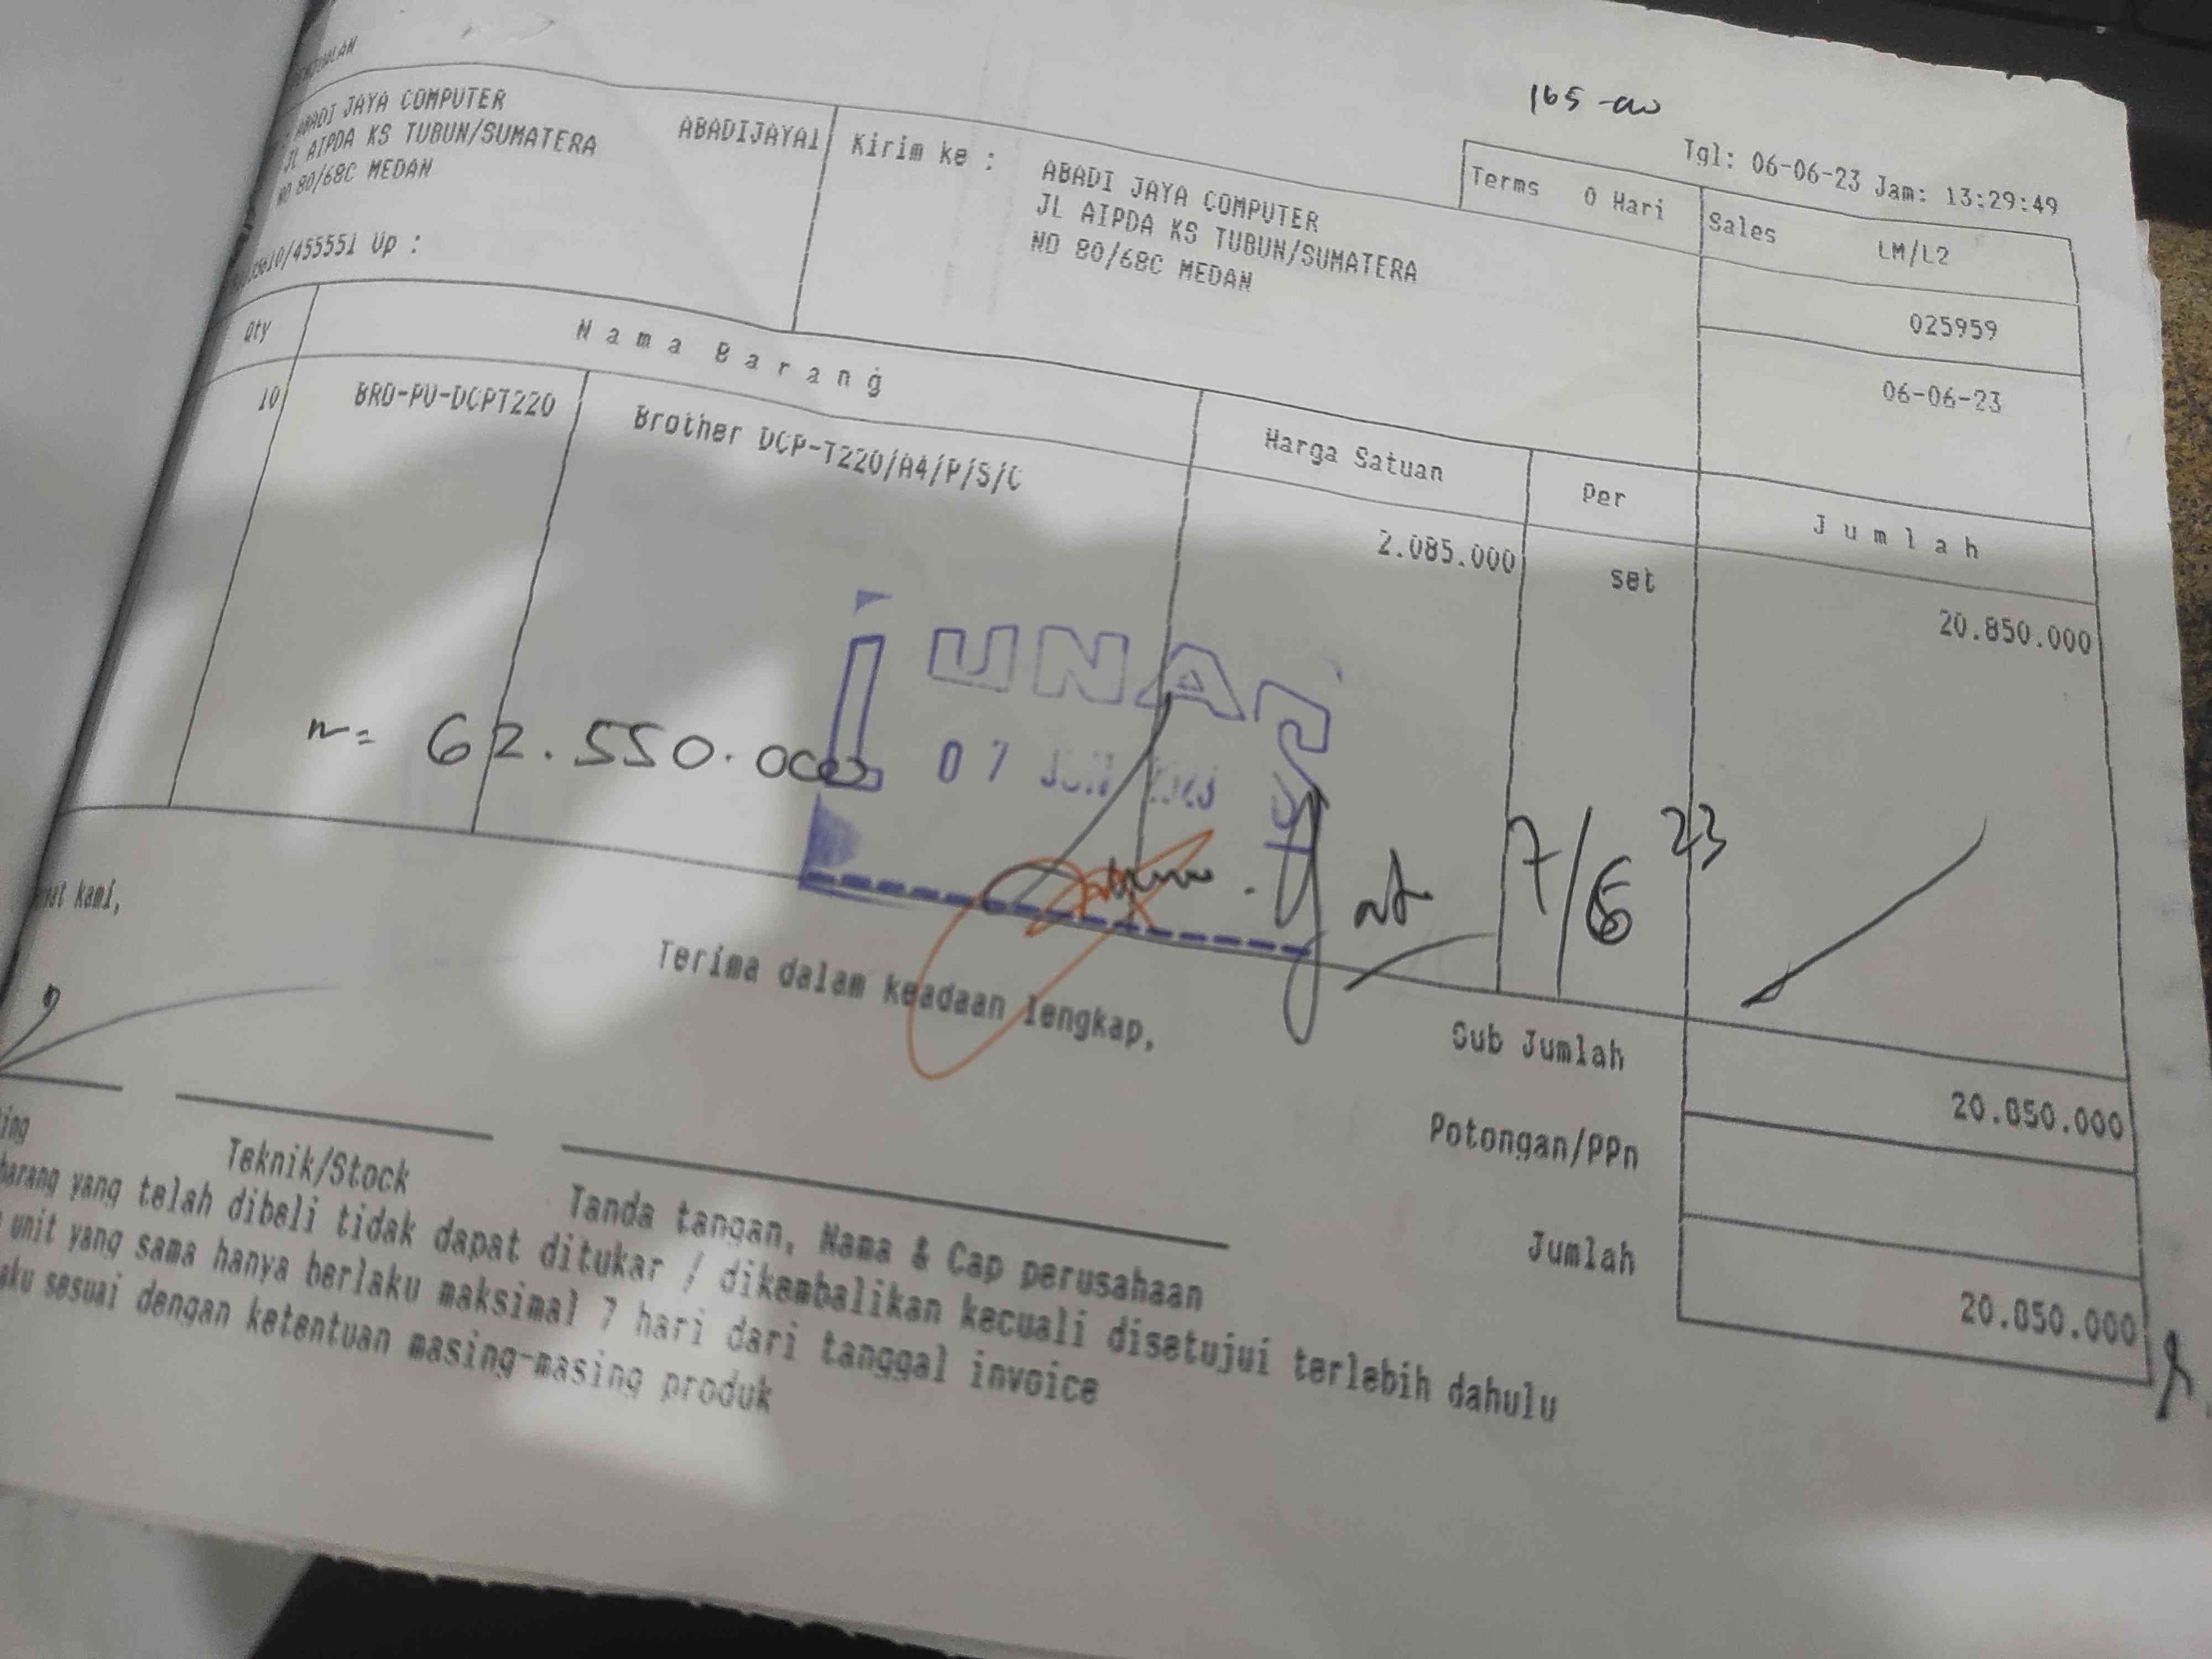 165
Tgl: 06-06-23 Jam: 13:29:49
ABADI JAYA COMPUTER ABADIJAYA1
JL AIPDA KS TUBUN/SUMATERA
NO 80/68C MEDAN
/455551 Up :
Kirim ke : ABADI JAYA COMPUTER
JL AIPDA KS TUBUN/SUMATERA
NO 80/68C MEDAN
Terms 0 Hari
Sales LM/L2
025959
06-06-23
Qty Nama Barang Harga Satuan Per Jumlah
10 BRO-PU-DCPT220 Brother DCP-T220/A4/P/S/C 2.085.000 set 20.850.000
LUNAS
07 JUN 2023
62.550.000
7/6 23
kami,
Terima dalam keadaan lengkap,
Sub Jumlah 20.850.000
Potongan/PPn
Jumlah 20.850.000
Teknik/Stock
Tanda tangan, Nama & Cap perusahaan
barang yang telah dibeli tidak dapat ditukar / dikembalikan kecuali disetujui terlebih dahulu
unit yang sama hanya berlaku maksimal 7 hari dari tanggal invoice
sesuai dengan ketentuan masing-masing produk